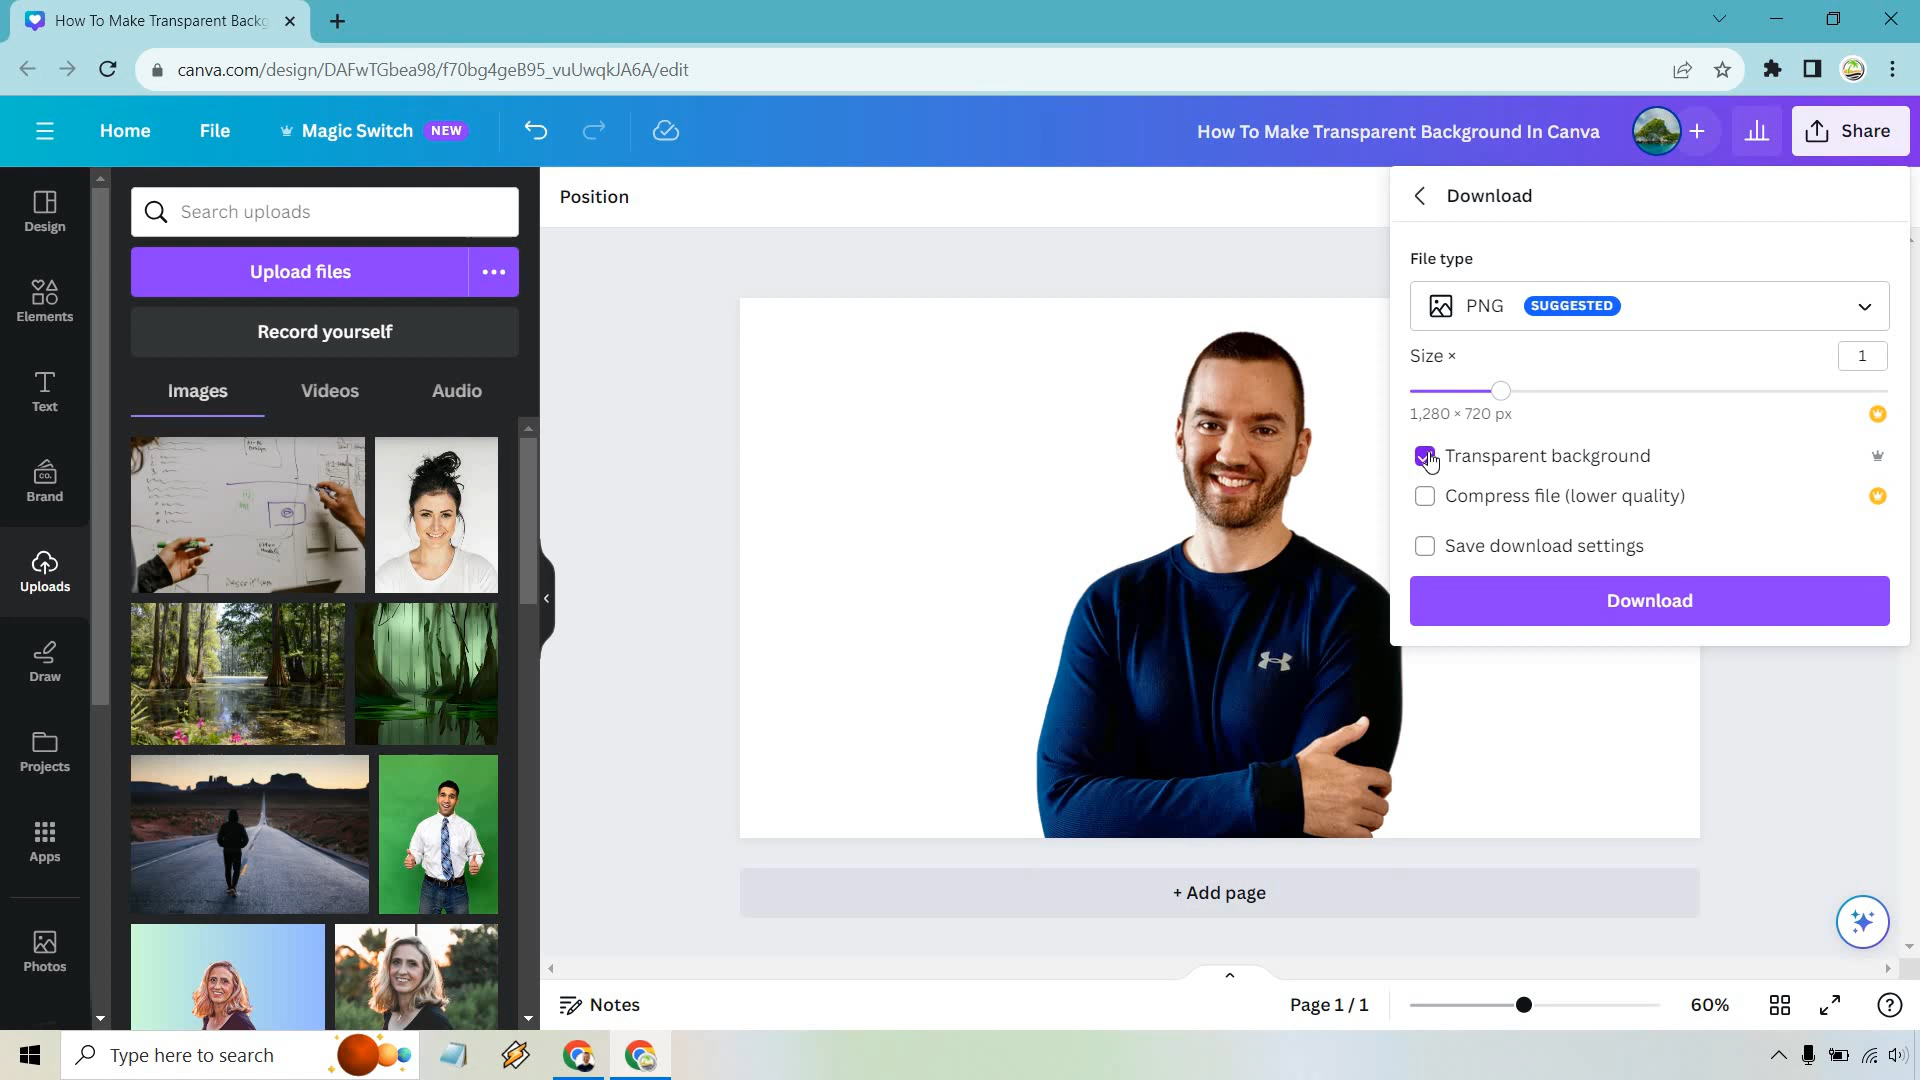 How To Make Transparent Backg
canva.com/design/DAFwTGbea98/f70bg4geB95_vuUwqkJA6A/edit
Home
File
Magic Switch NEW
How To Make Transparent Background In Canva
Share
Design
Elements
Text
CO.
Brand
Uploads
Draw
Projects
Apps
Photos
Search uploads
Upload files
Record yourself
Images Videos Audio
Position
Download
File type
PNG SUGGESTED
Size ×
1
1,280 × 720 px
Transparent background
Compress file (lower quality)
Save download settings
Download
+ Add page
Notes
Page 1 / 1
60%
Type here to search